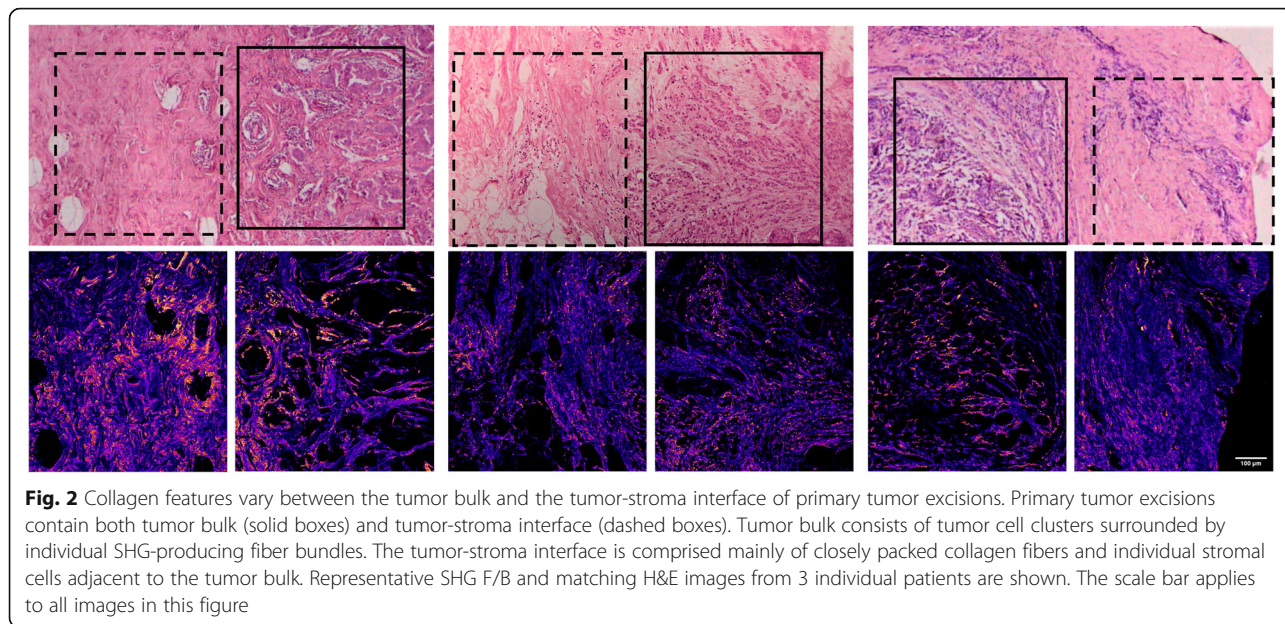 100 µm
Fig. 2 Collagen features vary between the tumor bulk and the tumor-stroma interface of primary tumor excisions. Primary tumor excisions
contain both tumor bulk (solid boxes) and tumor-stroma interface (dashed boxes). Tumor bulk consists of tumor cell clusters surrounded by
individual SHG-producing fiber bundles. The tumor-stroma interface is comprised mainly of closely packed collagen fibers and individual stromal
cells adjacent to the tumor bulk. Representative SHG F/B and matching H&E images from 3 individual patients are shown. The scale bar applies
to all images in this figure